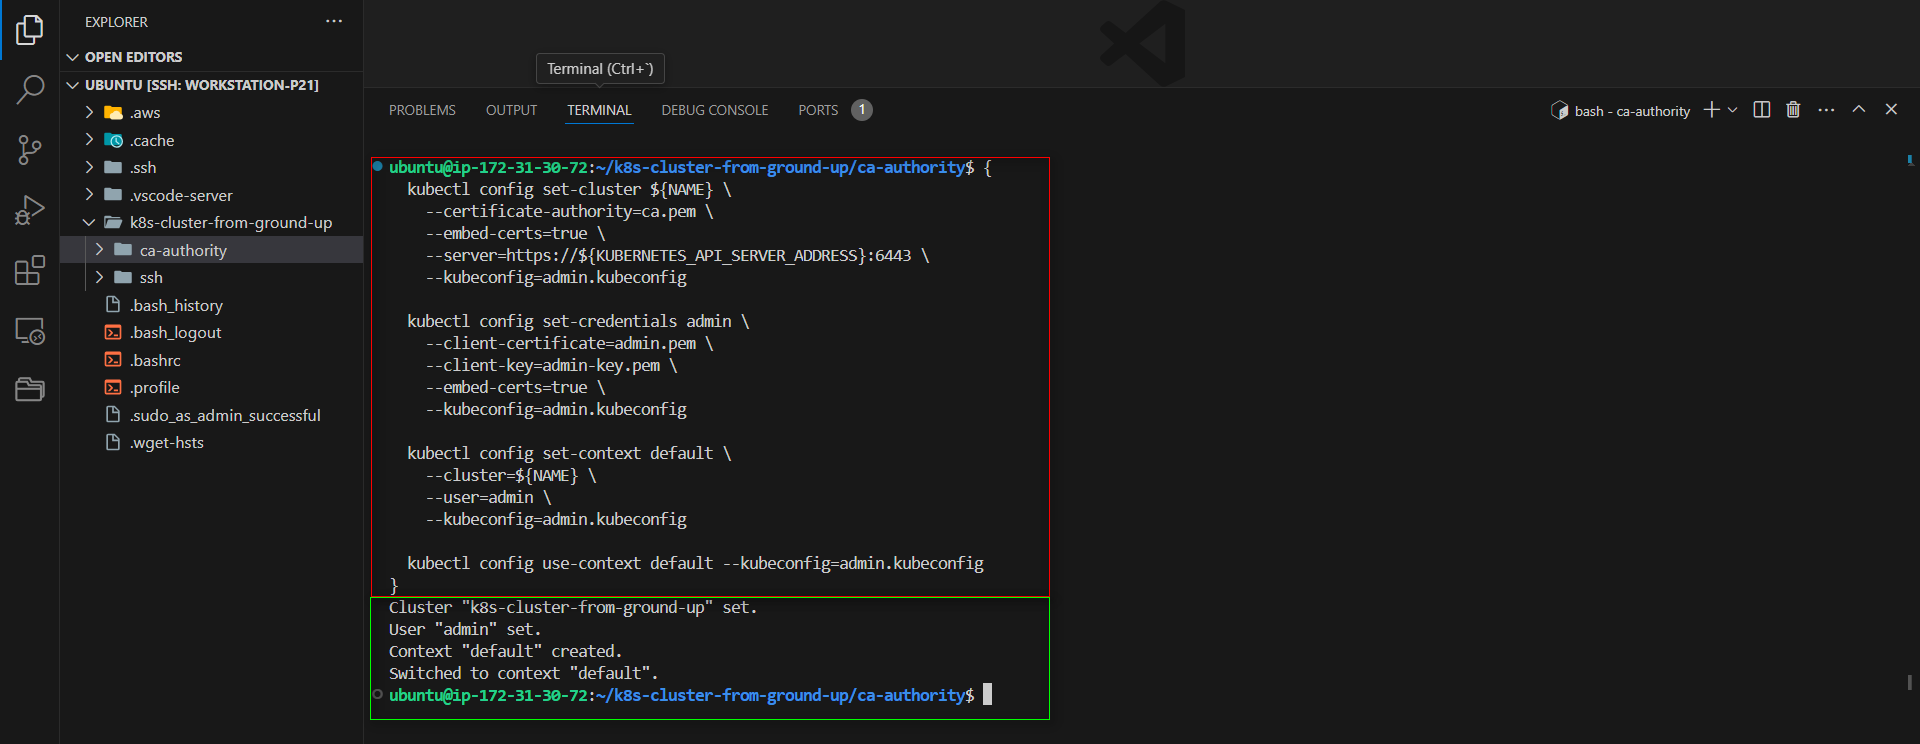 EXPLORER
OPEN EDITORS
UBUNTU [SSH: WORKSTATION-P21]
.aws
.cache
.ssh
.vscode-server
k8s-cluster-from-ground-up
ca-authority
ssh
.bash_history
.bash_logout
.bashrc
.profile
.sudo_as_admin_successful
.wget-hsts
Terminal (Ctrl+`)
PROBLEMS OUTPUT TERMINAL DEBUG CONSOLE PORTS 1
bash - ca-authority
ubuntu@ip-172-31-30-72:~/k8s-cluster-from-ground-up/ca-authority$ {
  kubectl config set-cluster ${NAME} \
    --certificate-authority=ca.pem \
    --embed-certs=true \
    --server=https://${KUBERNETES_API_SERVER_ADDRESS}:6443 \
    --kubeconfig=admin.kubeconfig
  kubectl config set-credentials admin \
    --client-certificate=admin.pem \
    --client-key=admin-key.pem \
    --embed-certs=true \
    --kubeconfig=admin.kubeconfig
  kubectl config set-context default \
    --cluster=${NAME} \
    --user=admin \
    --kubeconfig=admin.kubeconfig
  kubectl config use-context default --kubeconfig=admin.kubeconfig
}
Cluster "k8s-cluster-from-ground-up" set.
User "admin" set.
Context "default" created.
Switched to context "default".
ubuntu@ip-172-31-30-72:~/k8s-cluster-from-ground-up/ca-authority$